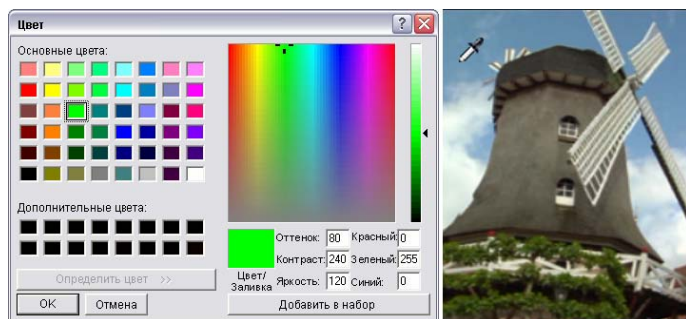 Цвет
Основные цвета:
Дополнительные цвета:
Определить цвет >>
OK
Отмена
Цвет/
Заливка
Оттенок: 80
Красный: 0
Контраст: 240
Зеленый: 255
Яркость: 120
Синий: 0
Добавить в набор